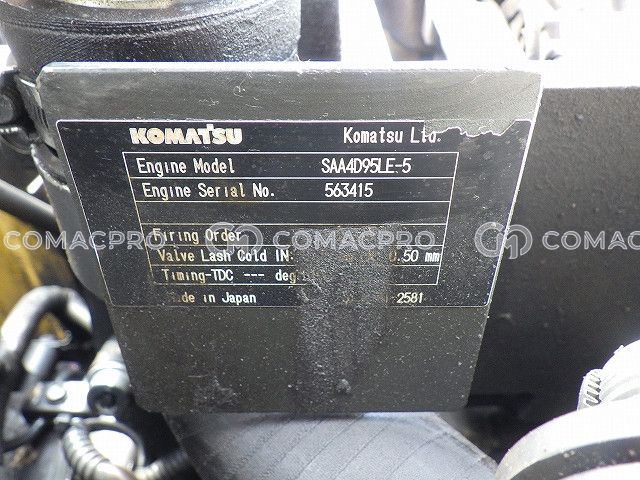 KOMATSU Komatsu Ltd.
Engine Model SAA4D95LE-5
Engine Serial No. 563415
Firing Order
COMACPRO COMACPRO COMACPRO
Valve Lash Cold IN: 0.50 mm
Timing-TDC --- deg
Made in Japan -2581